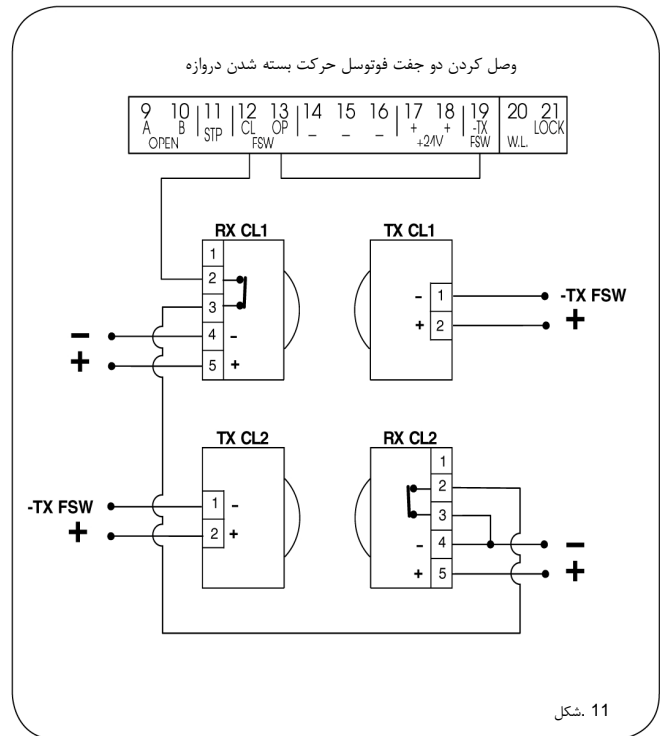 وصل کردن دو جفت فوتوسل حرکت بسته شدن دروازه
9 10 11 12 13 14 15 16 17 18 19 20 21
A B STP CL OP _ _ _ + + -TX LOCK
OPEN FSW +24V FSW W.L.
RX CL1 TX CL1
1
2
3
- 4 -
+ 5 +
- 1 -TX FSW
+ 2 +
TX CL2 RX CL2
-TX FSW 1 -
+ 2 +
1
2
3
- 4 -
+ 5 +
11 .شکل